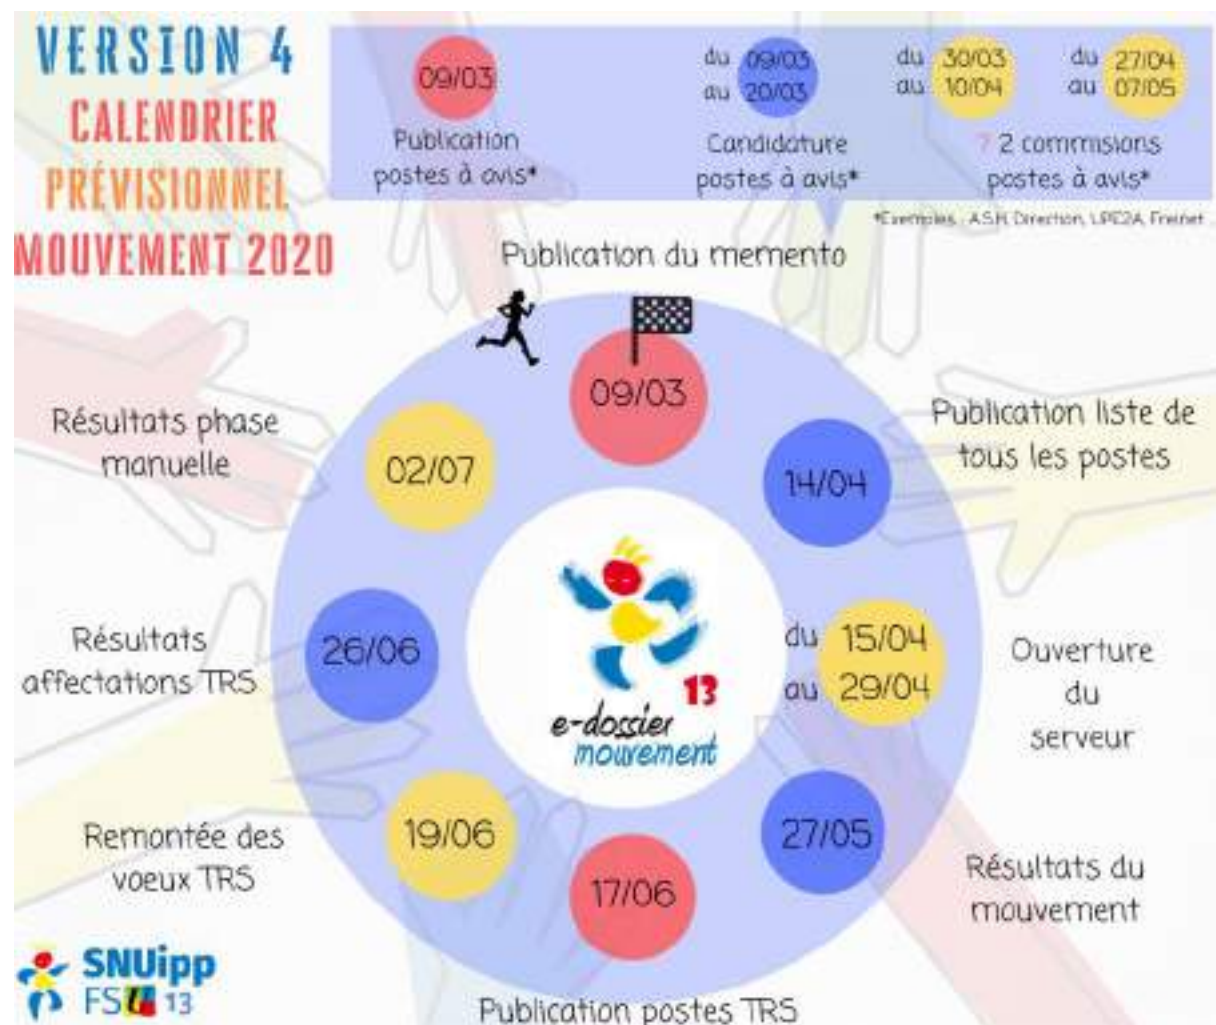 VERSION 4
CALENDRIER
PRÉVISIONNEL
MOUVEMENT 2020
09/03
Publication
postes à avis*
du 09/03
au 20/03
Candidature
postes à avis*
du 30/03
au 10/04
du 27/04
au 07/05
? 2 commisions
postes à avis*
*Exemples : ASH, Direction, UPE2A, Freinet
Publication du memento
09/03
Publication liste de
tous les postes
14/04
du 15/04
au 29/04
Ouverture
du
serveur
27/05
Résultats du
mouvement
17/06
Publication postes TRS
19/06
Remontée des
voeux TRS
26/06
Résultats
affectations TRS
02/07
Résultats phase
manuelle
13
e-dossier
mouvement
SNUipp
FSU 13